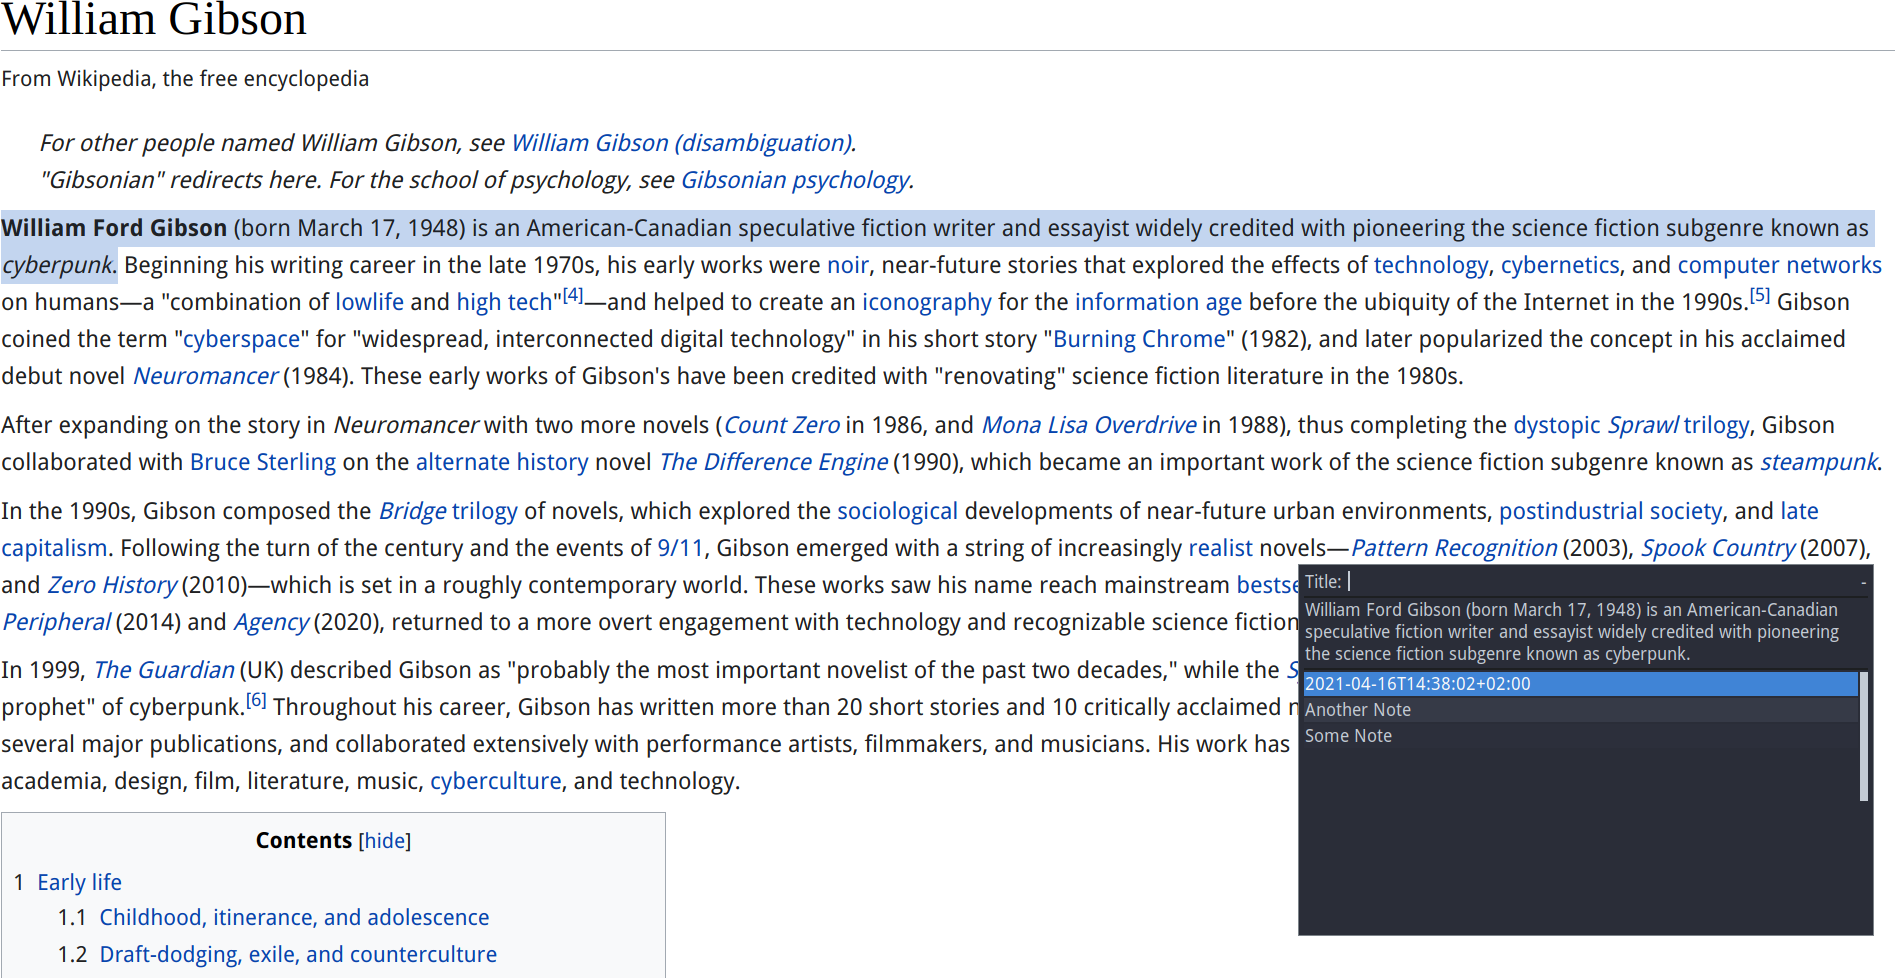 William Gibson
From Wikipedia, the free encyclopedia
For other people named William Gibson, see William Gibson (disambiguation).
"Gibsonian" redirects here. For the school of psychology, see Gibsonian psychology.
William Ford Gibson (born March 17, 1948) is an American-Canadian speculative fiction writer and essayist widely credited with pioneering the science fiction subgenre known as
cyberpunk. Beginning his writing career in the late 1970s, his early works were noir, near-future stories that explored the effects of technology, cybernetics, and computer networks
on humans—a "combination of lowlife and high tech"[4]—and helped to create an iconography for the information age before the ubiquity of the Internet in the 1990s.[5] Gibson
coined the term "cyberspace" for "widespread, interconnected digital technology" in his short story "Burning Chrome" (1982), and later popularized the concept in his acclaimed
debut novel Neuromancer (1984). These early works of Gibson's have been credited with "renovating" science fiction literature in the 1980s.
After expanding on the story in Neuromancer with two more novels (Count Zero in 1986, and Mona Lisa Overdrive in 1988), thus completing the dystopic Sprawl trilogy, Gibson
collaborated with Bruce Sterling on the alternate history novel The Difference Engine (1990), which became an important work of the science fiction subgenre known as steampunk.
In the 1990s, Gibson composed the Bridge trilogy of novels, which explored the sociological developments of near-future urban environments, postindustrial society, and late
capitalism. Following the turn of the century and the events of 9/11, Gibson emerged with a string of increasingly realist novels—Pattern Recognition (2003), Spook Country (2007),
and Zero History (2010)—which is set in a roughly contemporary world. These works saw his name reach mainstream bestse
Peripheral (2014) and Agency (2020), returned to a more overt engagement with technology and recognizable science fiction
In 1999, The Guardian (UK) described Gibson as "probably the most important novelist of the past two decades," while the S
prophet" of cyberpunk.[6] Throughout his career, Gibson has written more than 20 short stories and 10 critically acclaimed n
several major publications, and collaborated extensively with performance artists, filmmakers, and musicians. His work has
academia, design, film, literature, music, cyberculture, and technology.
Contents [hide]
1 Early life
1.1 Childhood, itinerance, and adolescence
1.2 Draft-dodging, exile, and counterculture
Title: -
William Ford Gibson (born March 17, 1948) is an American-Canadian
speculative fiction writer and essayist widely credited with pioneering
the science fiction subgenre known as cyberpunk.
2021-04-16T14:38:02+02:00
Another Note
Some Note